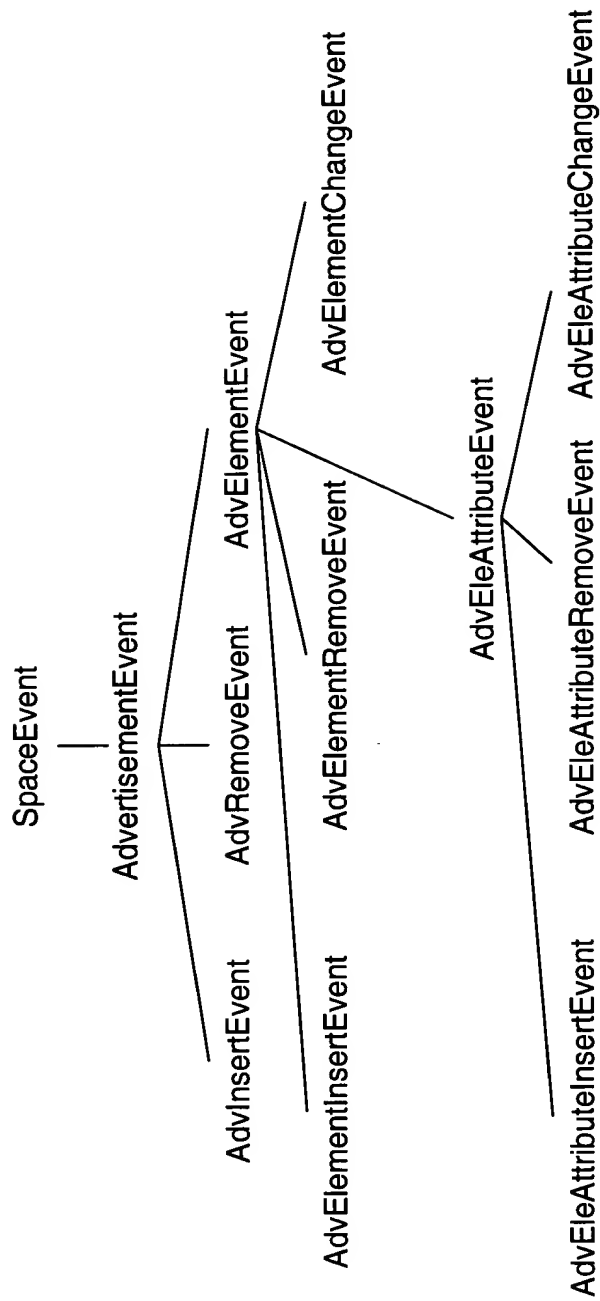 SpaceEvent
AdvertisementEvent
AdvInsertEvent
AdvRemoveEvent
AdvElementEvent
AdvElementInsertEvent
AdvElementRemoveEvent
AdvElementChangeEvent
AdvEleAttributeEvent
AdvEleAttributeInsertEvent
AdvEleAttributeRemoveEvent
AdvEleAttributeChangeEvent